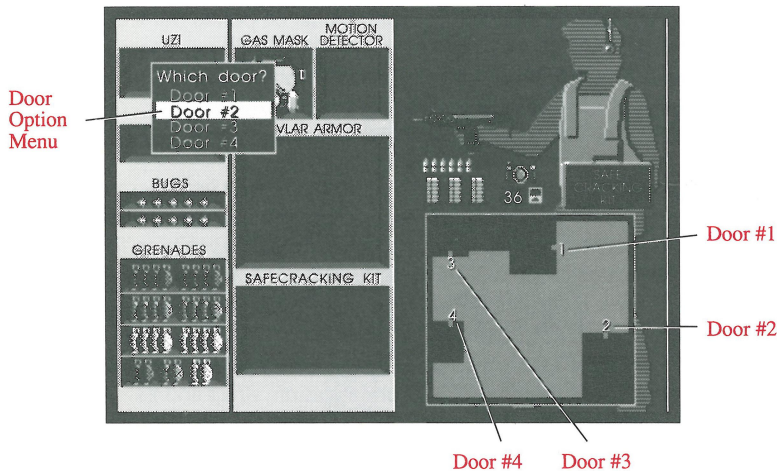 UZI
GAS MASK
MOTION
DETECTOR
Which door?
Door #1
Door #2
Door #3
Door #4
VLAR ARMOR
BUGS
GRENADES
SAFECRACKING KIT
36
SAFE
CRACKING
KIT
1
3
4
2
Door
Option
Menu
Door #1
Door #2
Door #4
Door #3